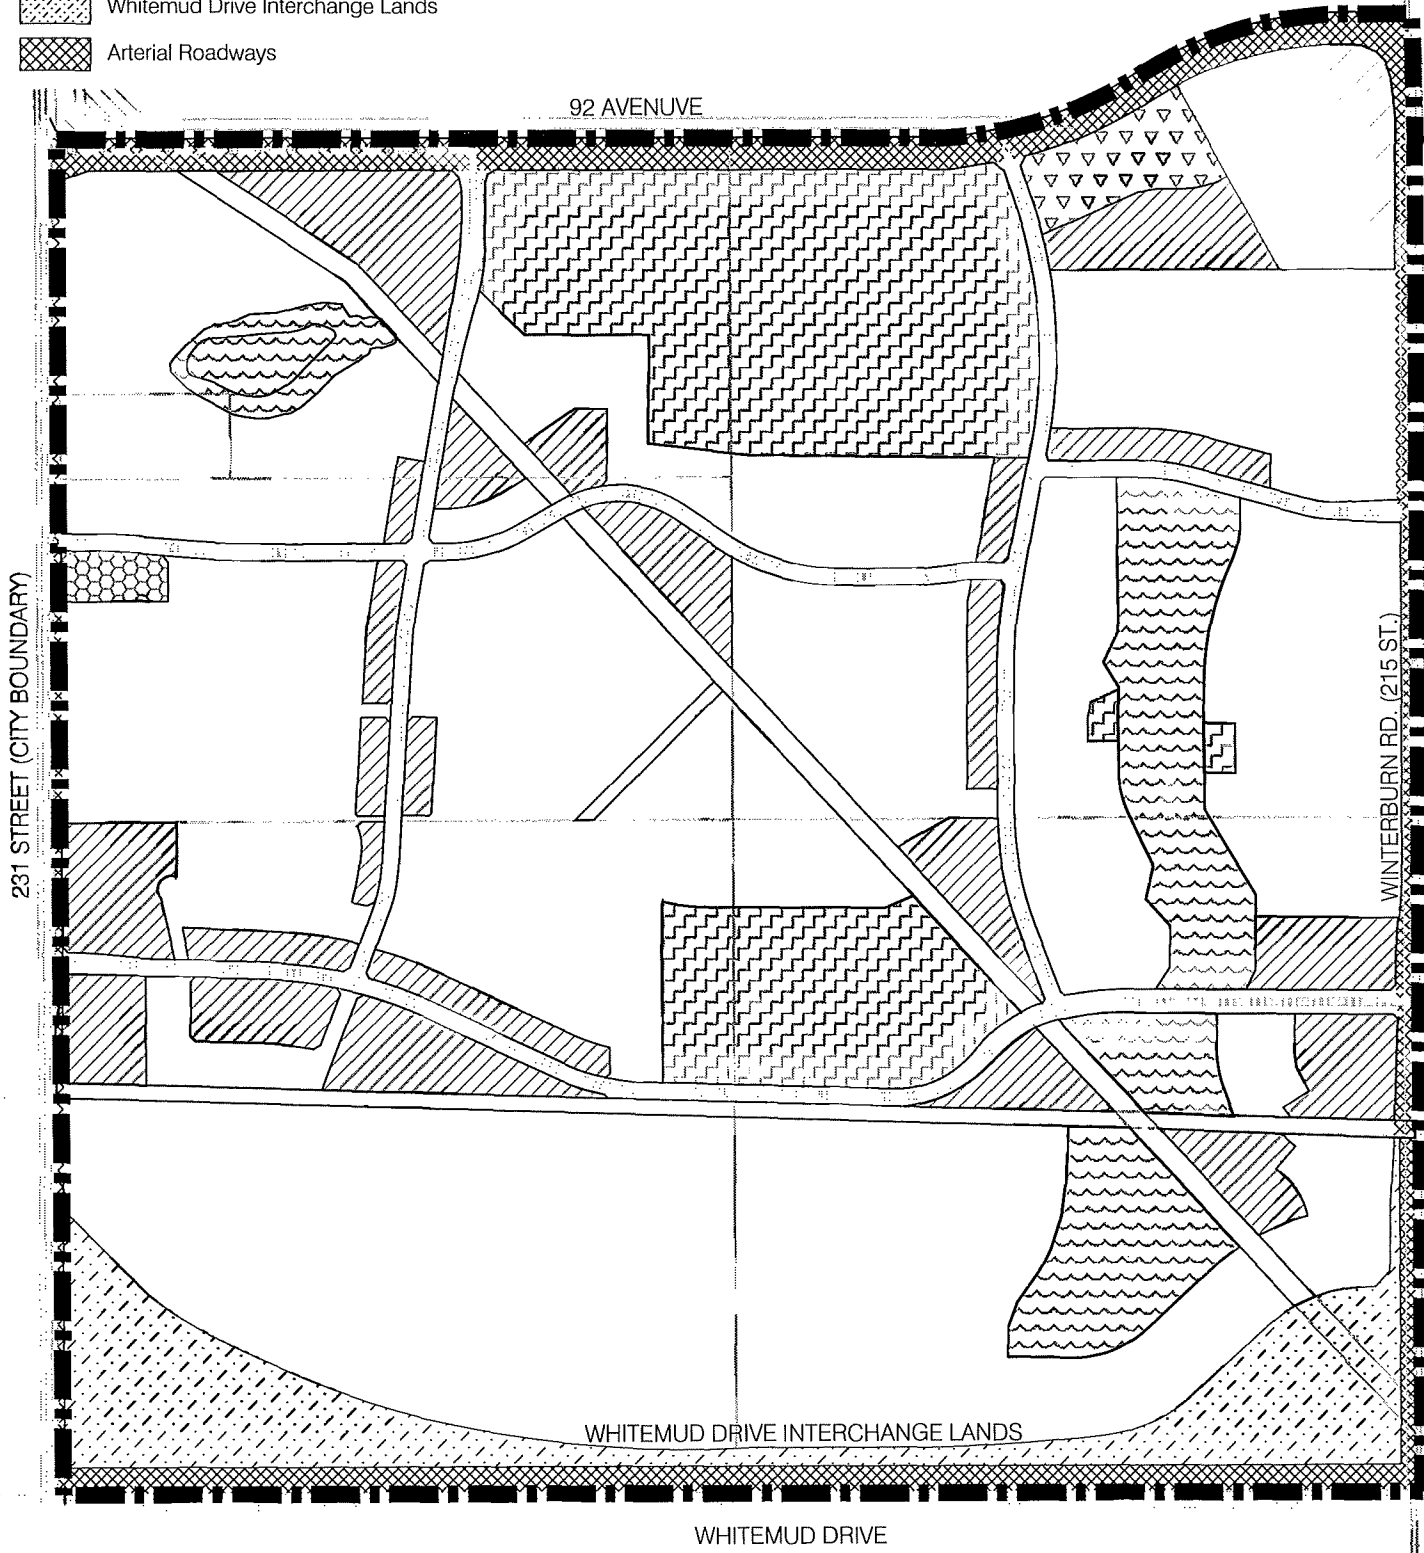 Whitemud Drive Interchange Lands
Arterial Roadways
92 AVENUVE
231 STREET (CITY BOUNDARY)
WINTERBURN RD. (215 ST.)
WHITEMUD DRIVE INTERCHANGE LANDS
WHITEMUD DRIVE